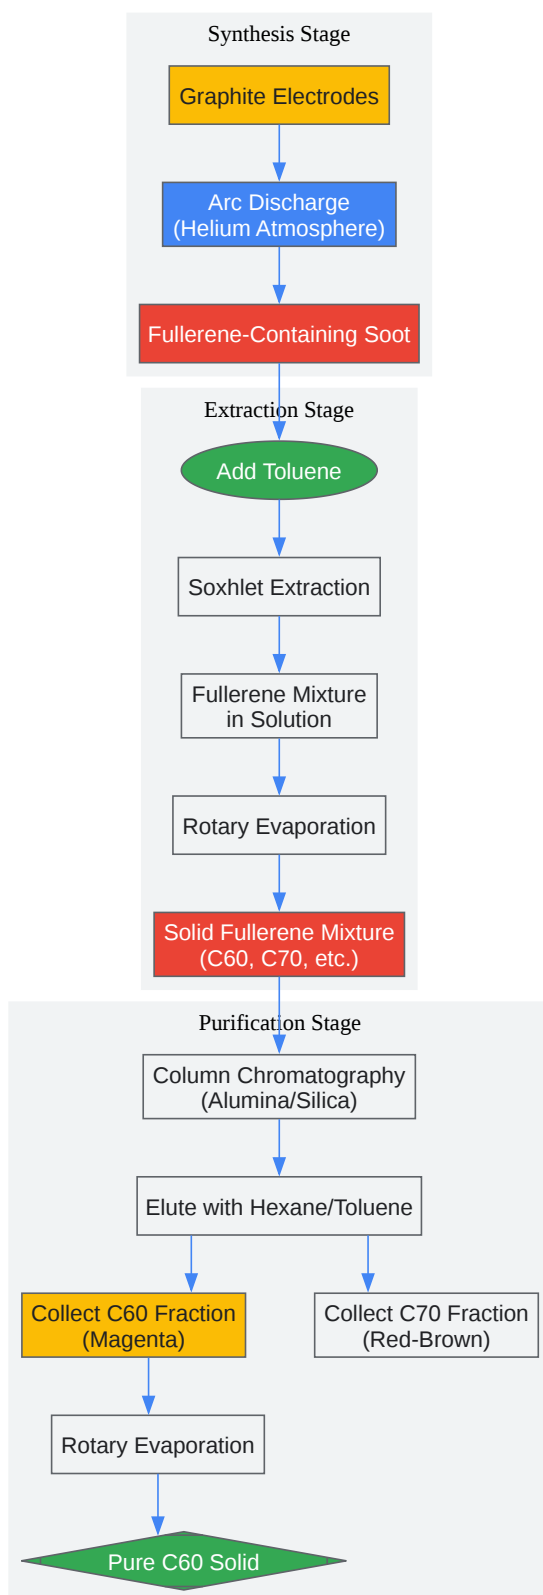 Synthesis Stage
Graphite Electrodes
Arc Discharge
(Helium Atmosphere)
Fullerene-Containing Soot
Extraction Stage
Add Toluene
Soxhlet Extraction
Fullerene Mixture
in Solution
Rotary Evaporation
Solid Fullerene Mixture
(C60, C70, etc.)
Purification Stage
Column Chromatography
(Alumina/Silica)
Elute with Hexane/Toluene
Collect C60 Fraction
(Magenta)
Collect C70 Fraction
(Red-Brown)
Rotary Evaporation
Pure C60 Solid